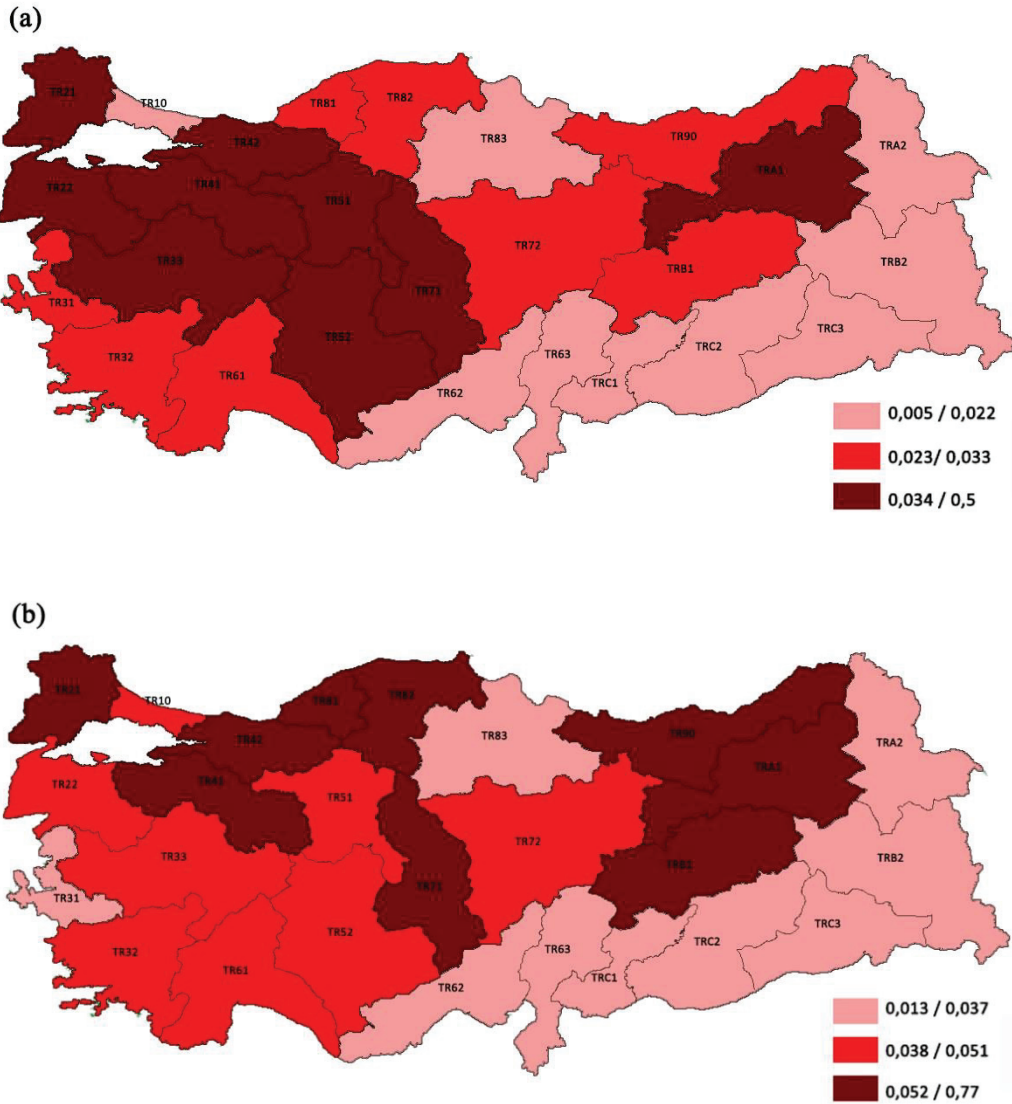 (a)
TR21
TR10
TR81
TR82
TR42
TR83
TR90
TRA1
TRA2
TR22
TR41
TR51
TR33
TR72
TRB1
TRB2
TR31
TR71
TR52
TR32
TR61
TR63
TRC2
TRC3
TR62
TRC1
0,005 / 0,022
0,023/ 0,033
0,034 / 0,5
(b)
TR21
TR10
TR81
TR82
TR42
TR83
TR90
TRA1
TRA2
TR22
TR41
TR51
TR33
TR72
TRB1
TRB2
TR31
TR71
TR52
TR32
TR61
TR63
TRC2
TRC3
TR62
TRC1
0,013 / 0,037
0,038 / 0,051
0,052 / 0,77